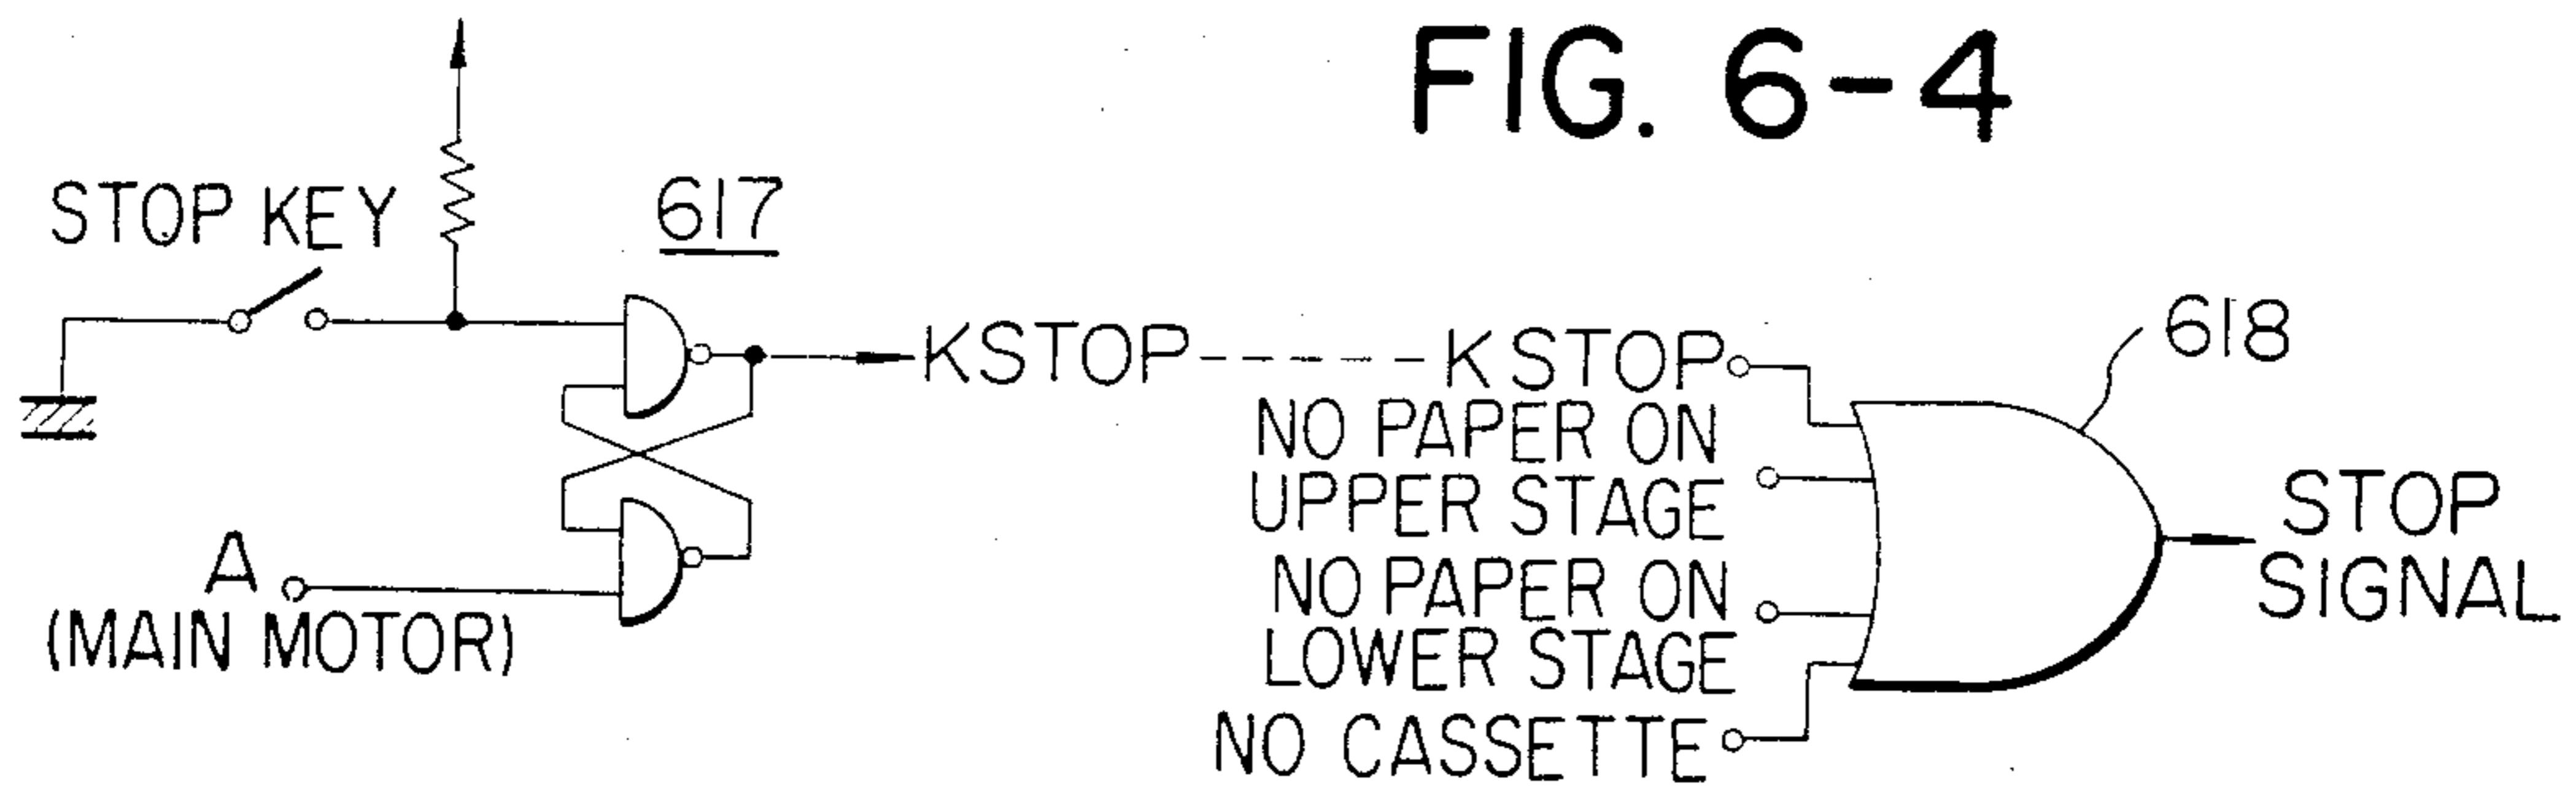 FIG. 6-4
STOP KEY
617
KSTOP
A
(MAIN MOTOR)
KSTOP
NO PAPER ON
UPPER STAGE
NO PAPER ON
LOWER STAGE
NO CASSETTE
618
STOP
SIGNAL